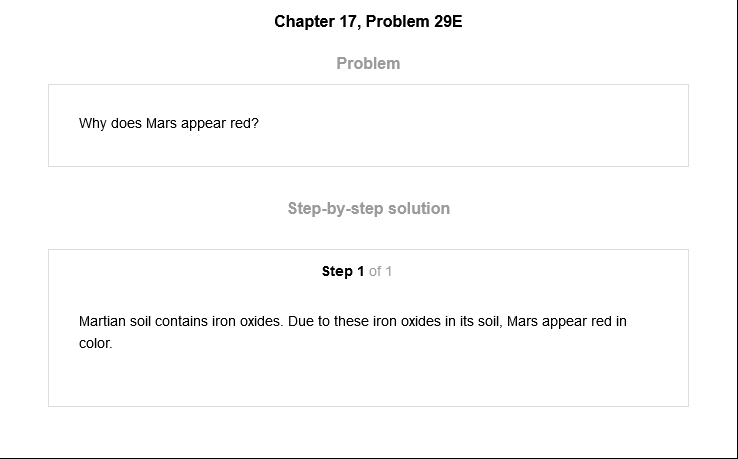 Chapter 17, Problem 29E
Problem
Why does Mars appear red?
Step-by-step solution
Step 1 of 1
Martian soil contains iron oxides. Due to these iron oxides in its soil, Mars appear red in
color.